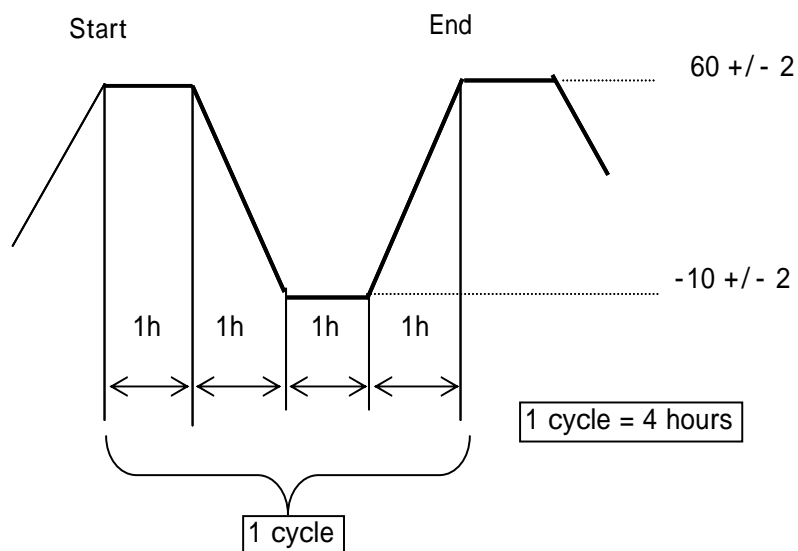 Start
End
60 +/- 2
-10 +/- 2
1h
1h
1h
1h
1 cycle = 4 hours
1 cycle